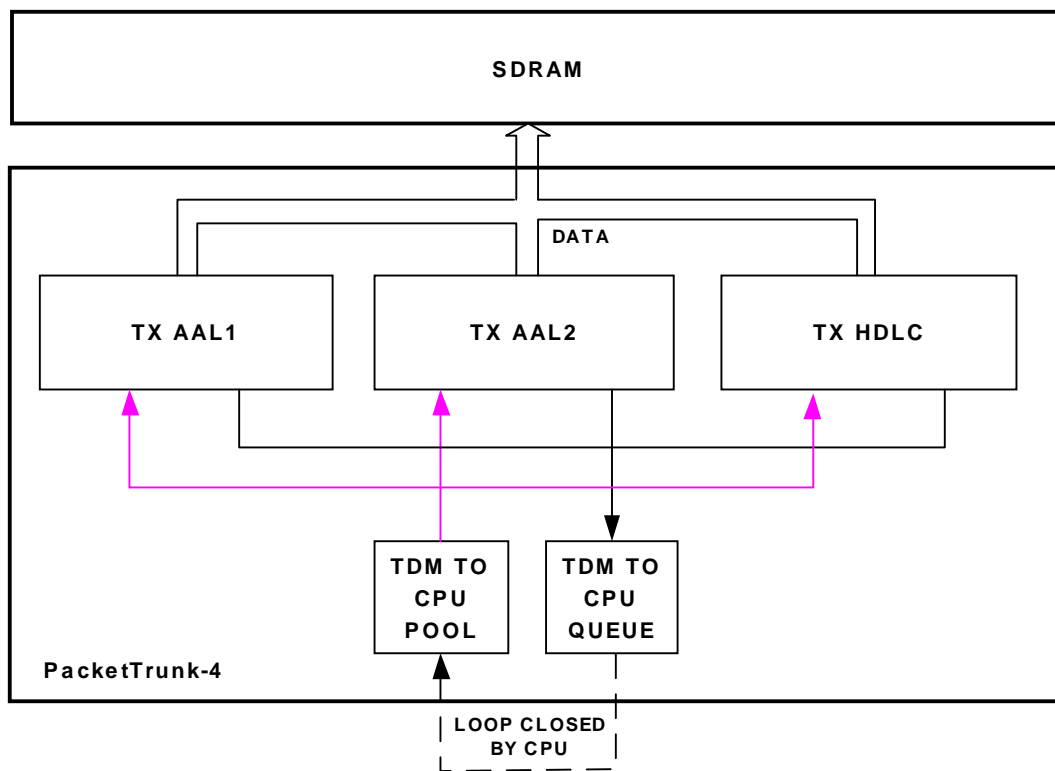 SDRAM
DATA
TX AAL1
TX AAL2
TX HDLC
TDM TO
CPU
POOL
TDM TO
CPU
QUEUE
PacketTrunk-4
LOOP CLOSED
BY CPU